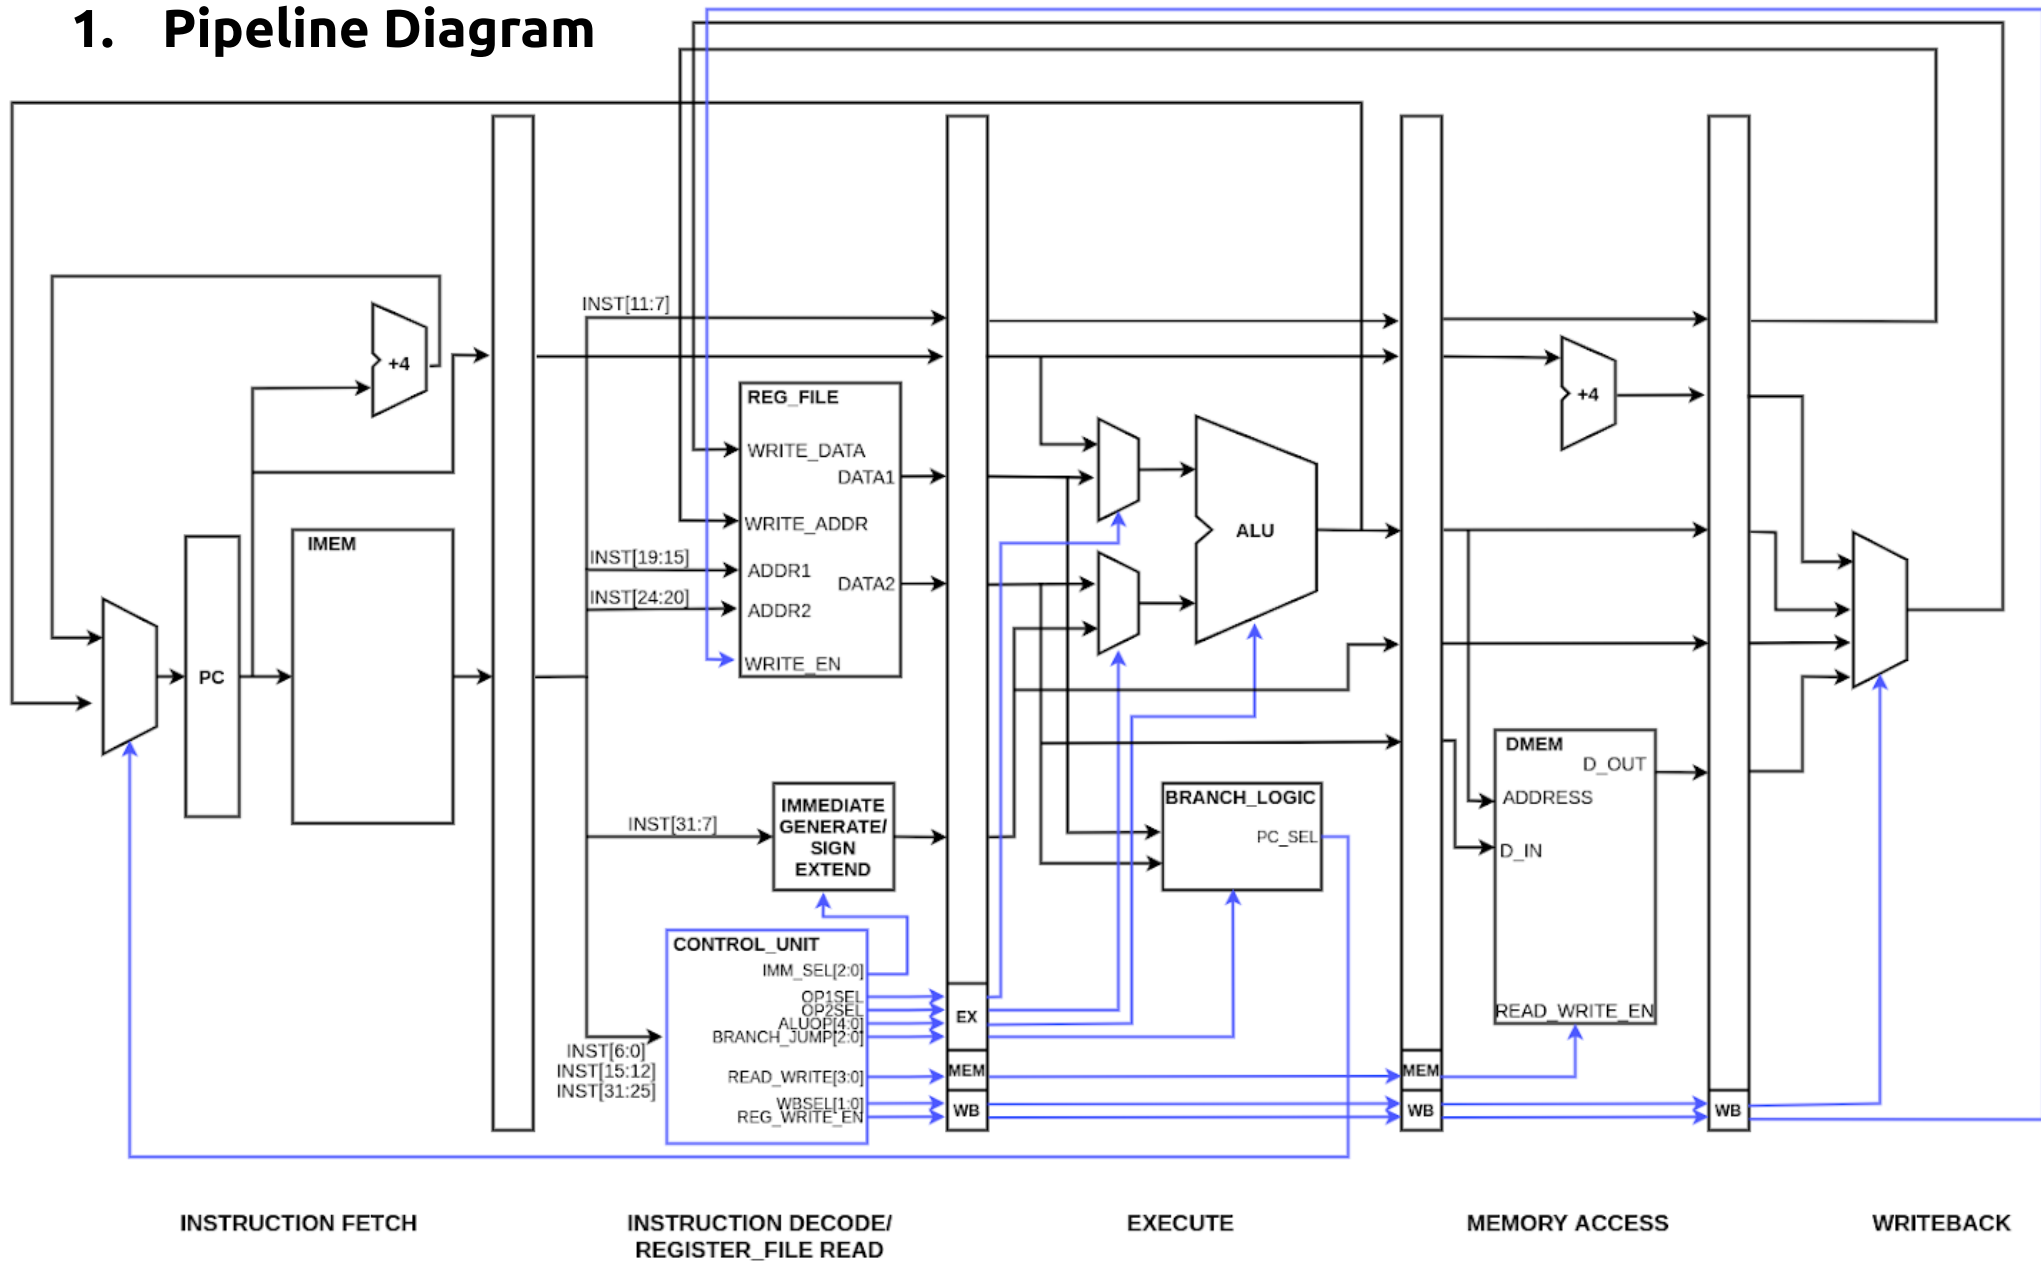 1. Pipeline Diagram
INST[11:7]
+4
+4
REG_FILE
WRITE_DATA
DATA1
WRITE_ADDR
INST[19:15]
ADDR1
DATA2
INST[24:20]
ADDR2
WRITE_EN
ALU
IMEM
PC
INST[31:7]
IMMEDIATE
GENERATE/
SIGN
EXTEND
BRANCH_LOGIC
PC_SEL
DMEM
D_OUT
ADDRESS
D_IN
READ_WRITE_EN
CONTROL_UNIT
IMM_SEL[2:0]
OP1SEL
OP2SEL
ALUOP[4:0]
BRANCH_JUMP[2:0]
READ_WRITE[3:0]
WBSEL[1:0]
REG_WRITE_EN
INST[6:0]
INST[15:12]
INST[31:25]
EX
MEM
WB
MEM
WB
WB
INSTRUCTION FETCH
INSTRUCTION DECODE/
REGISTER_FILE READ
EXECUTE
MEMORY ACCESS
WRITEBACK